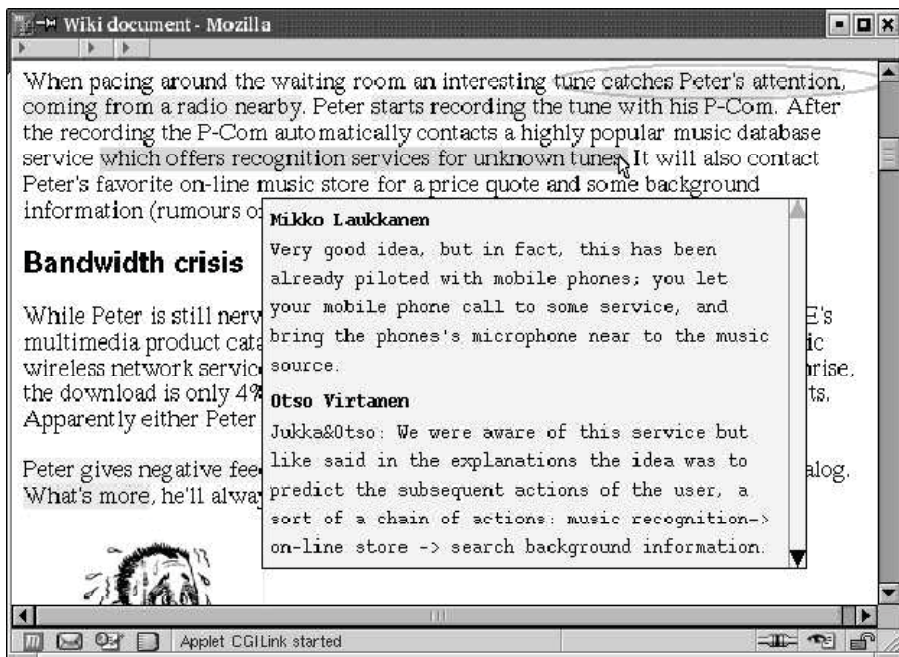 Wiki document - Mozilla
When pacing around the waiting room an interesting tune catches Peter's attention,
coming from a radio nearby. Peter starts recording the tune with his P-Com. After
the recording the P-Com automatically contacts a highly popular music database
service which offers recognition services for unknown tunes. It will also contact
Peter's favorite on-line music store for a price quote and some background
information (rumours o
Mikko Laukkanen
Very good idea, but in fact, this has been
already piloted with mobile phones; you let
your mobile phone call to some service, and
bring the phones's microphone near to the music
source.
Otso Virtanen
Jukka&Otso: We were aware of this service but
like said in the explanations the idea was to
predict the subsequent actions of the user, a
sort of a chain of actions: music recognition->
on-line store -> search background information.
Bandwidth crisis
While Peter is still nerv E's
multimedia product cata ic
wireless network servic rise,
the download is only 4% ts.
Apparently either Peter
Peter gives negative fee alog.
What's more, he'll alway
Applet CGILink started